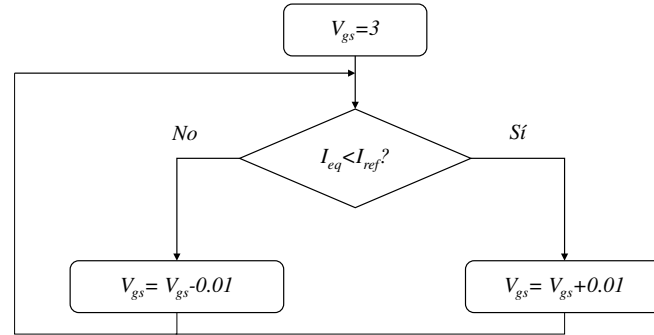 V_gs=3
No
Sí
I_eq<I_ref?
V_gs= V_gs-0.01
V_gs= V_gs+0.01